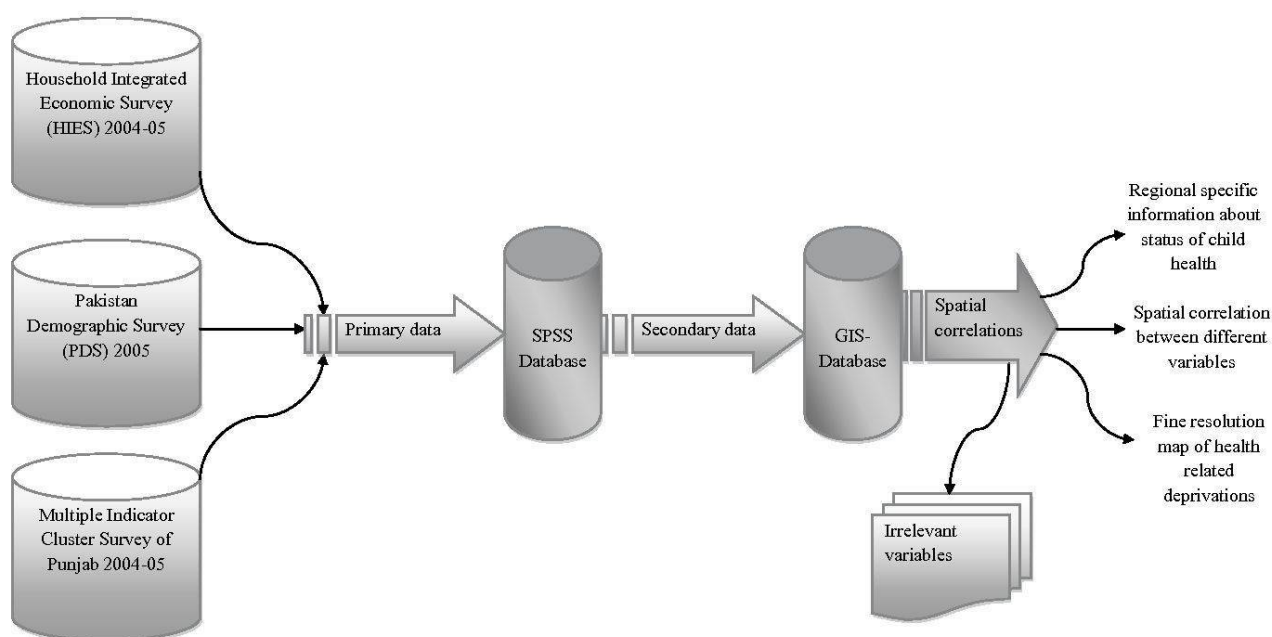 Household Integrated
Economic Survey
(HIES) 2004-05
Pakistan
Demographic Survey
(PDS) 2005
Multiple Indicator
Cluster Survey of
Punjab 2004-05
Primary data
SPSS
Database
Secondary data
GIS-
Database
Spatial
correlations
Irrelevant
variables
Regional specific
information about
status of child
health
Spatial correlation
between different
variables
Fine resolution
map of health
related
deprivations